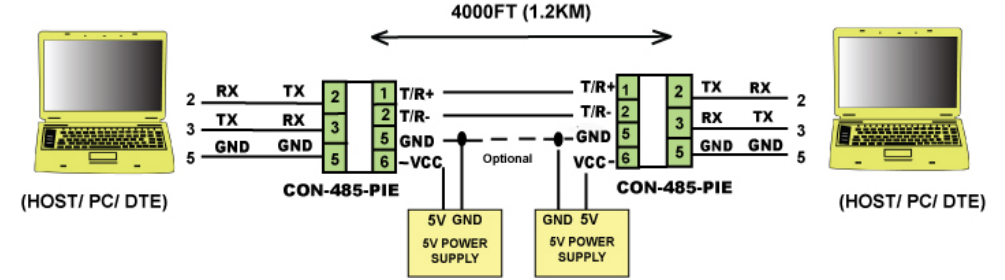 4000FT (1.2KM)
2 RX TX 2 1 T/R+ T/R+ 1 2 TX RX 2
3 TX RX 3 2 T/R- T/R- 2 3 RX TX 3
5 GND GND 5 5 GND Optional GND 5 5 GND GND 5
6 -VCC VCC- 6
CON-485-PIE CON-485-PIE
(HOST/ PC/ DTE) (HOST/ PC/ DTE)
5V GND GND 5V
5V POWER 5V POWER
SUPPLY SUPPLY